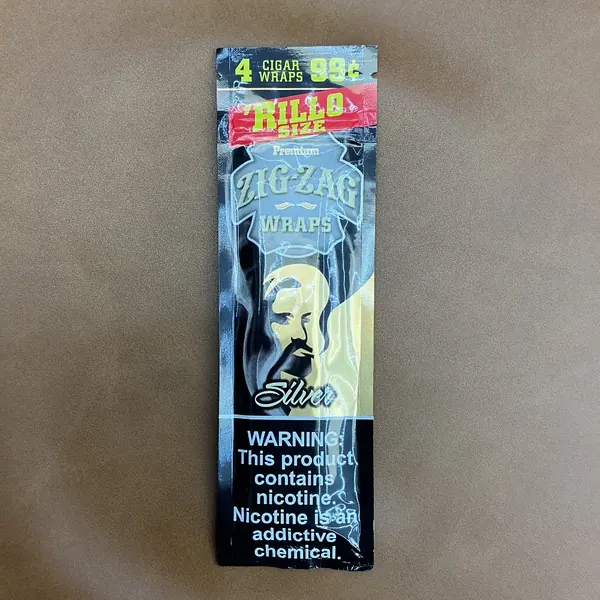 4 CIGAR WRAPS 99¢
'RILLO
SIZE
Premium
ZIG-ZAG
WRAPS
Silver
WARNING:
This product
contains
nicotine.
Nicotine is an
addictive
chemical.